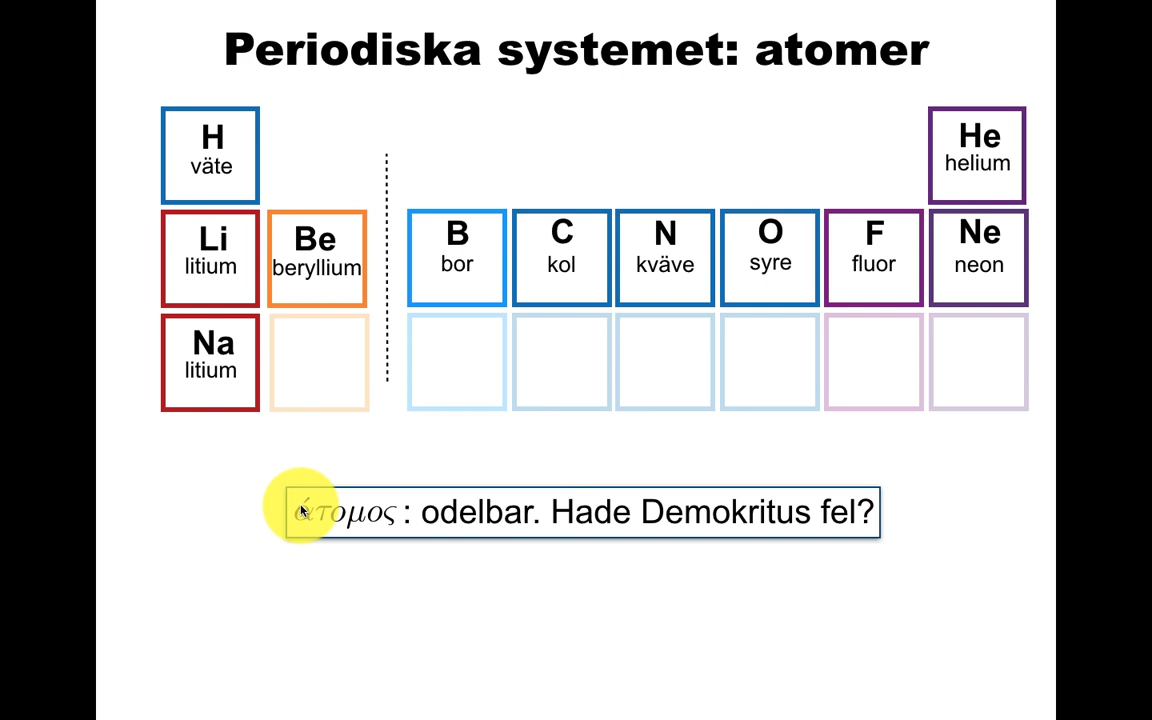 Periodiska systemet: atomer
H He
väte helium
Li Be B C N O F Ne
litium beryllium bor kol kväve syre fluor neon
Na
litium
άτομος : odelbar. Hade Demokritus fel?